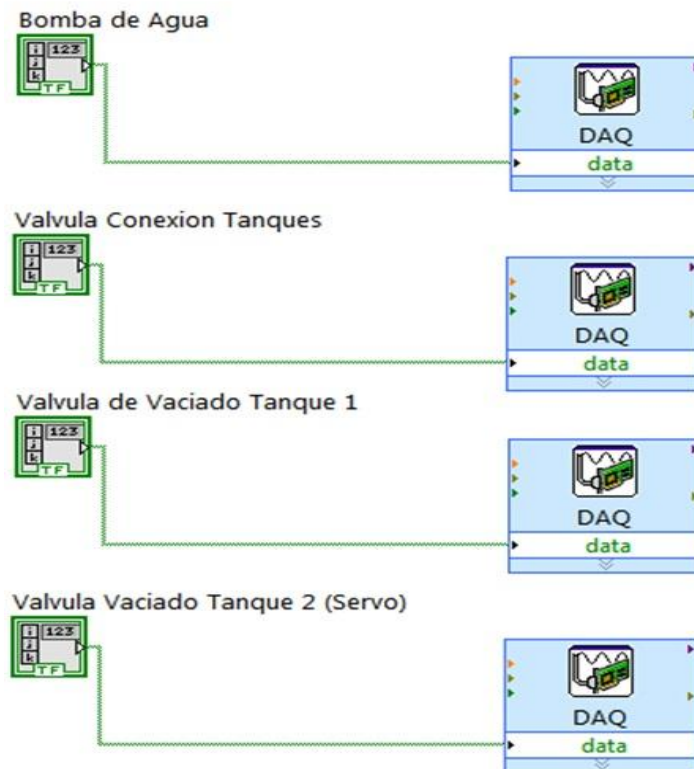 Bomba de Agua
i 123
j
k
TF
DAQ
data
Valvula Conexion Tanques
i 123
j
k
TF
DAQ
data
Valvula de Vaciado Tanque 1
i 123
j
k
TF
DAQ
data
Valvula Vaciado Tanque 2 (Servo)
i 123
j
k
TF
DAQ
data